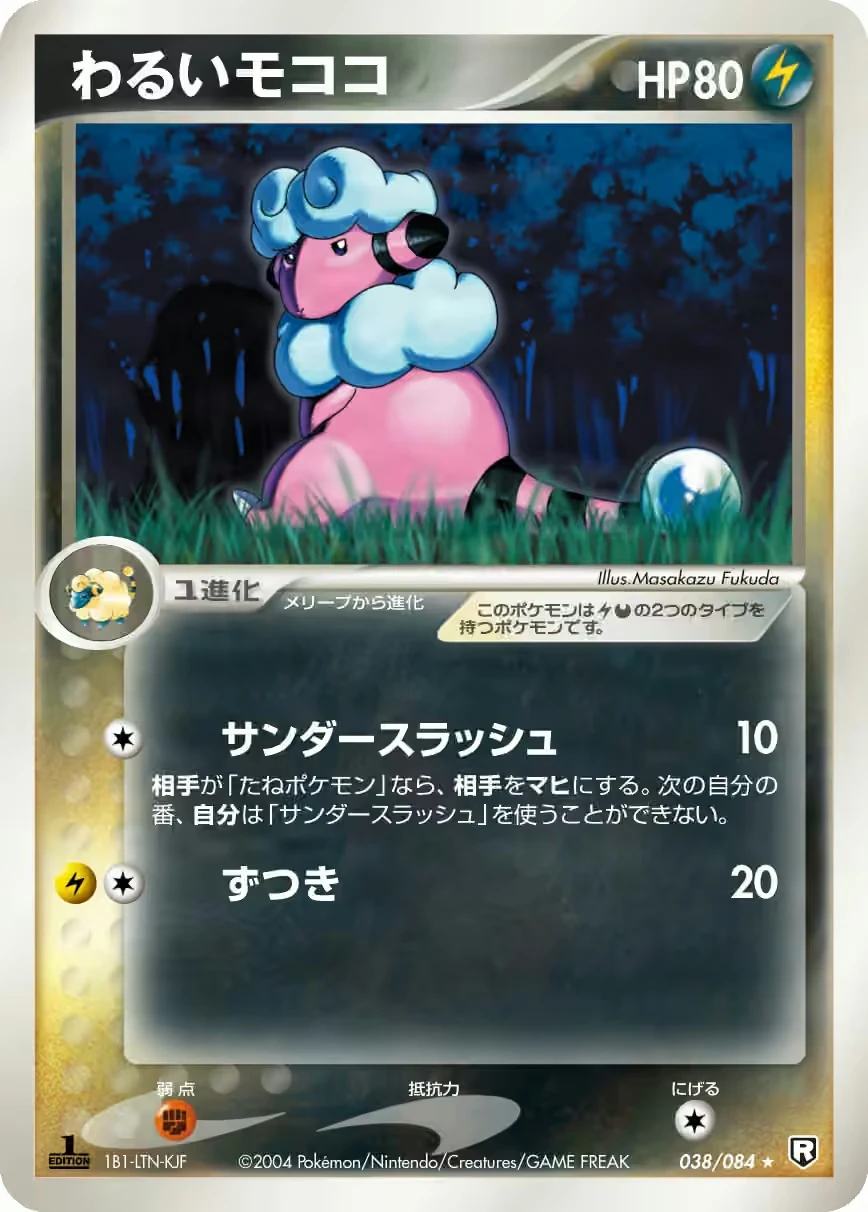 わるいモココ HP80
Illus.Masakazu Fukuda
1進化 メリープから進化
このポケモンはの2つのタイプを
持つポケモンです。
サンダースラッシュ 10
相手が「たねポケモン」なら、相手をマヒにする。次の自分の
番、自分は「サンダースラッシュ」を使うことができない。
ずつき 20
弱点 抵抗力 にげる
1 EDITION 1B1-LTN-KJF ©2004 Pokémon/Nintendo/Creatures/GAME FREAK 038/084 ★ R